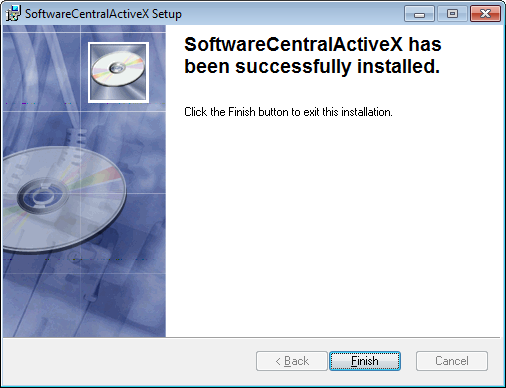 SoftwareCentralActiveX Setup
SoftwareCentralActiveX has
been successfully installed.
Click the Finish button to exit this installation.
< Back
Finish
Cancel